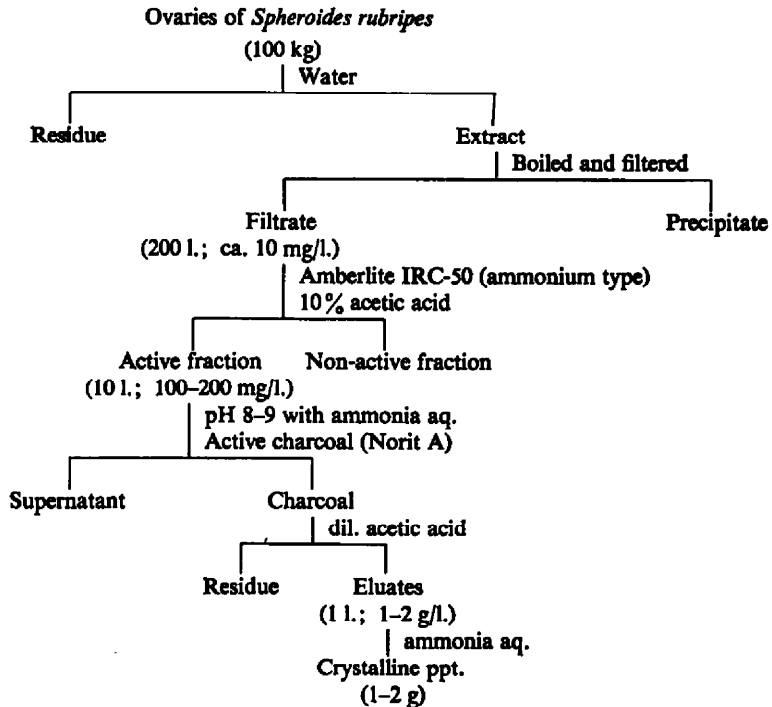 Ovaries of Spheroides rubripes
(100 kg)
Water
Residue
Extract
Boiled and filtered
Filtrate
(200 l.; ca. 10 mg/l.)
Precipitate
Amberlite IRC-50 (ammonium type)
10% acetic acid
Active fraction
(10 l.; 100–200 mg/l.)
Non-active fraction
pH 8–9 with ammonia aq.
Active charcoal (Norit A)
Supernatant
Charcoal
dil. acetic acid
Residue
Eluates
(1 l.; 1–2 g/l.)
ammonia aq.
Crystalline ppt.
(1–2 g)